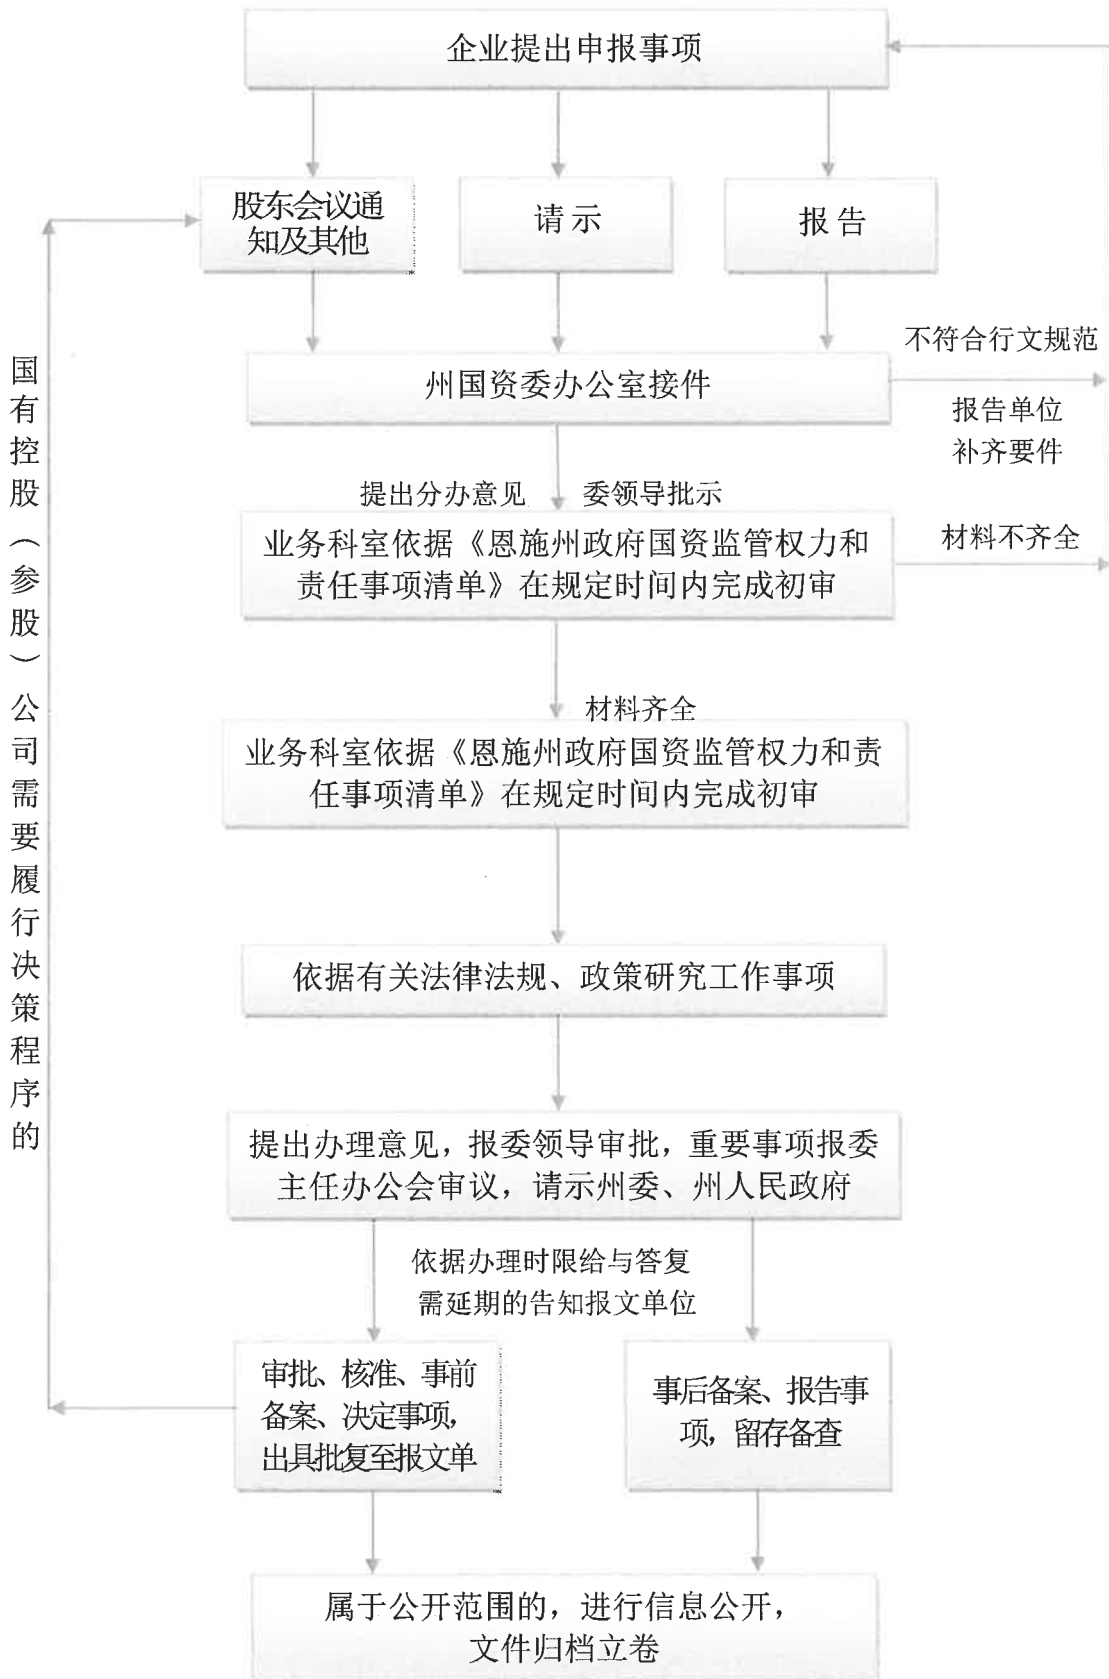 企业提出申报事项
股东会议通
知及其他
请示
报告
不符合行文规范
州国资委办公室接件
报告单位
补齐要件
提出分办意见
委领导批示
业务科室依据《恩施州政府国资监管权力和
责任事项清单》在规定时间内完成初审
材料不齐全
材料齐全
业务科室依据《恩施州政府国资监管权力和责
任事项清单》在规定时间内完成初审
依据有关法律法规、政策研究工作事项
提出办理意见，报委领导审批，重要事项报委
主任办公会审议，请示州委、州人民政府
依据办理时限给与答复
需延期的告知报文单位
审批、核准、事前
备案、决定事项，
出具批复至报文单
事后备案、报告事
项，留存备查
属于公开范围的，进行信息公开，
文件归档立卷
国有控股（参股）公司需要履行决策程序的